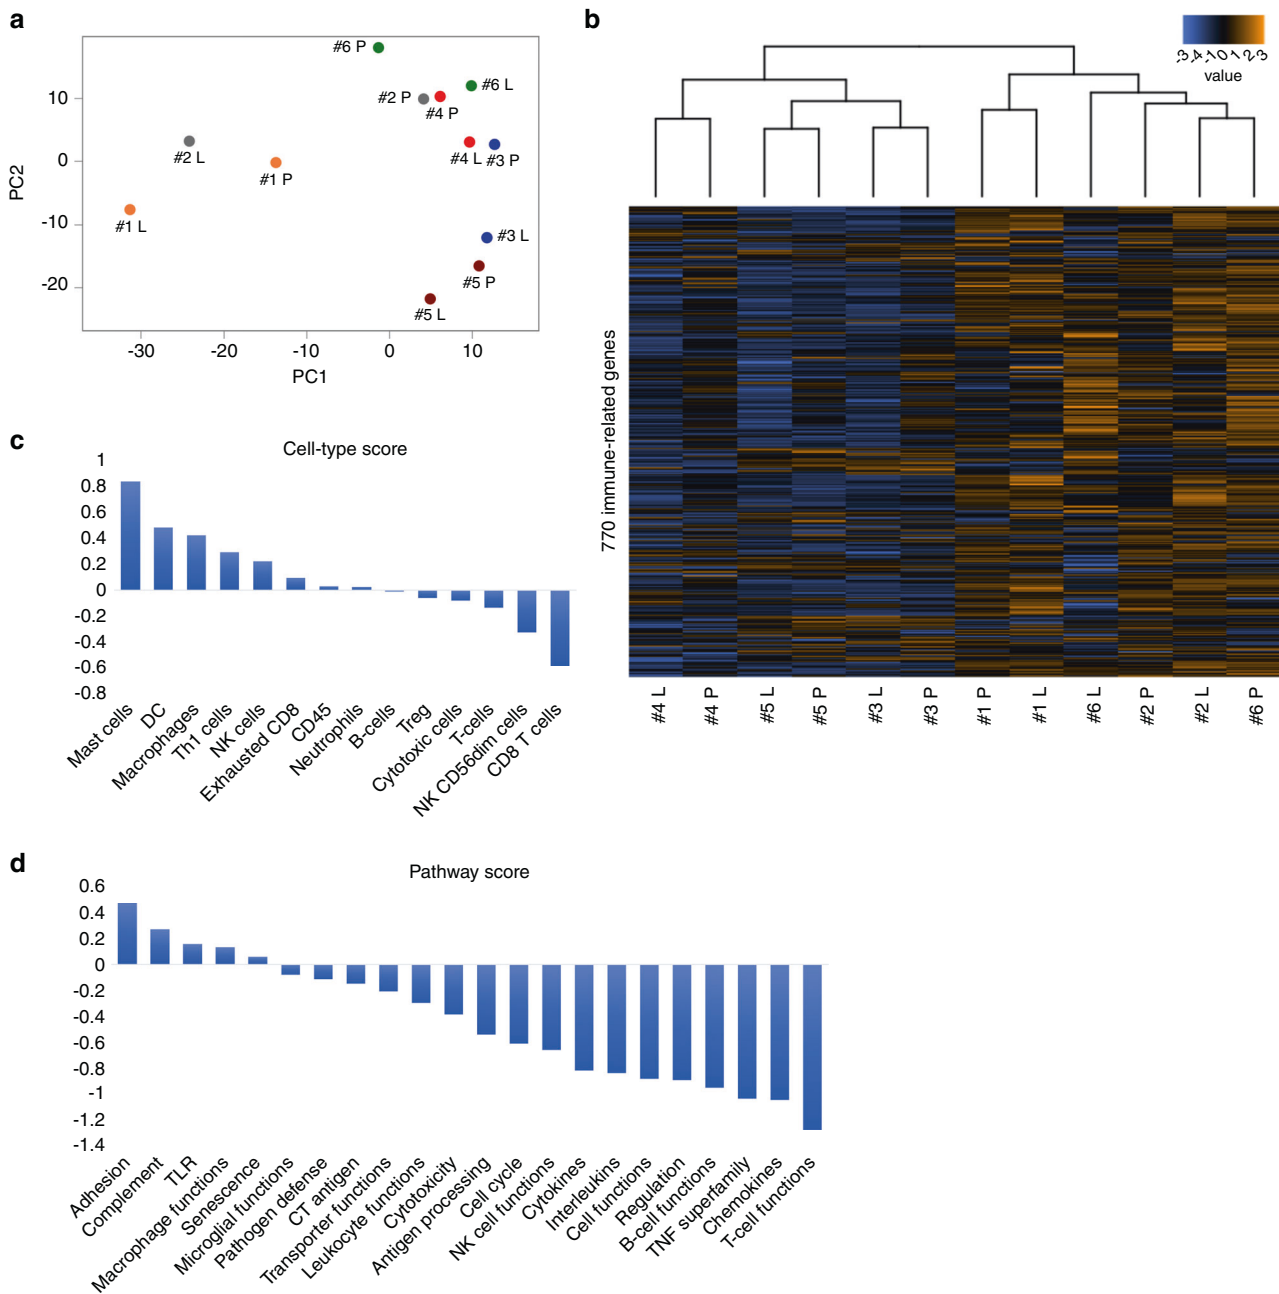 a
#6 P
#6 L
#2 P
#4 P
#2 L
#4 L
#3 P
#1 P
#1 L
#3 L
#5 P
#5 L
10
0
-10
-20
PC2
-30
-20
-10
0
10
PC1
b
-3
-4
-1
0
1
2
3
value
770 immune-related genes
#4 L
#4 P
#5 L
#5 P
#3 L
#3 P
#1 P
#1 L
#6 L
#2 P
#2 L
#6 P
c
Cell-type score
1
0.8
0.6
0.4
0.2
0
-0.2
-0.4
-0.6
-0.8
Mast cells
DC
Macrophages
Th1 cells
NK cells
Exhausted CD8
CD45
Neutrophils
B-cells
Treg
Cytotoxic cells
T-cells
NK CD56dim cells
CD8 T cells
d
Pathway score
0.6
0.4
0.2
0
-0.2
-0.4
-0.6
-0.8
-1
-1.2
-1.4
Adhesion
Complement
TLR
Macrophage functions
Senescence
Microglial functions
Pathogen defense
CT antigen
Transporter functions
Leukocyte functions
Cytotoxicity
Antigen processing
Cell cycle
NK cell functions
Cytokines
Interleukins
Cell functions
Regulation
B-cell functions
TNF superfamily
Chemokines
T-cell functions